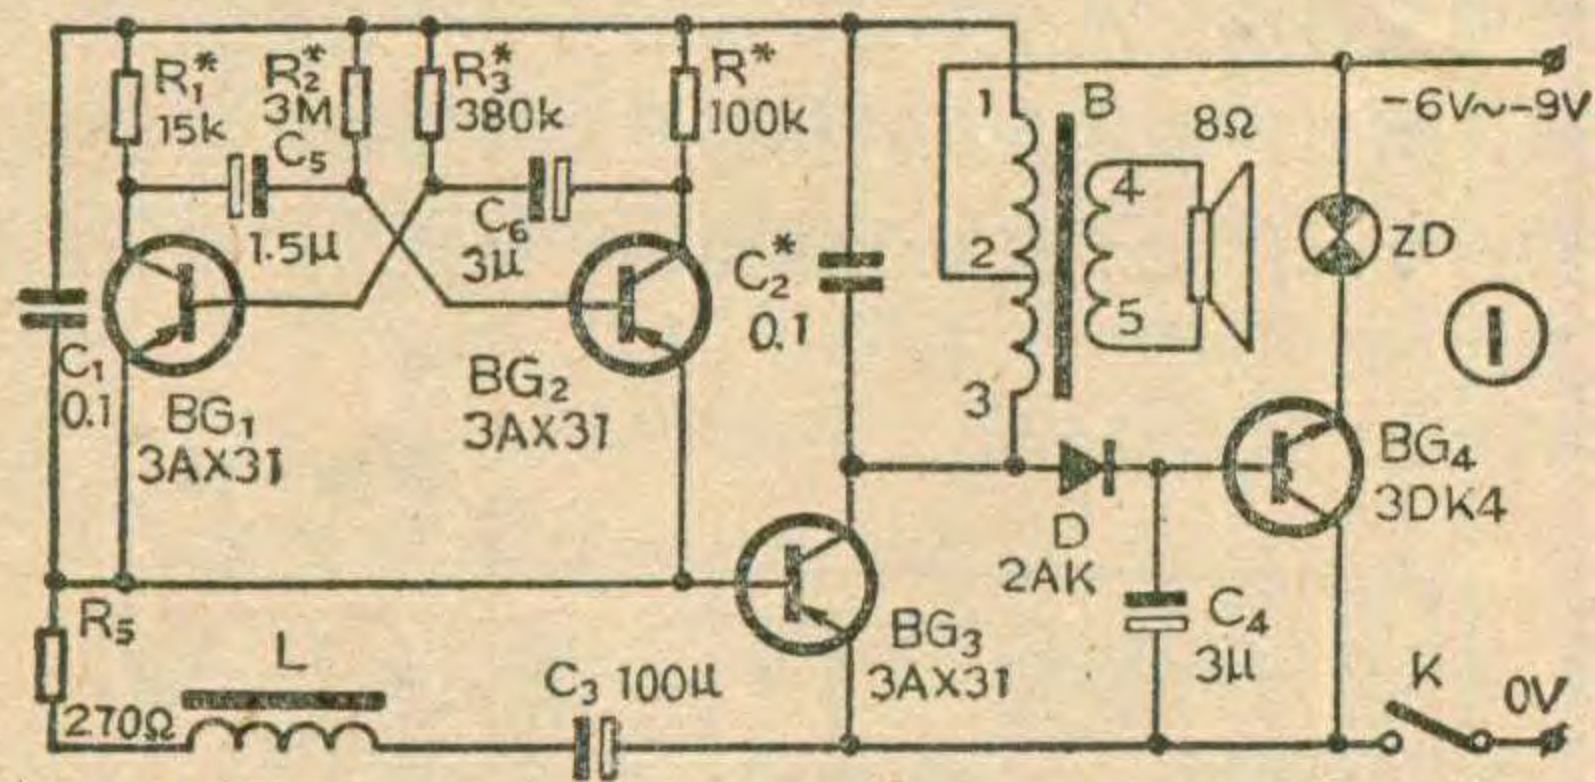 R₁*
15k
R₂*
3M
R₃*
380k
R*
100k
C₅
1.5μ
C₆
3μ
C₁
0.1
BG₁
3AX31
BG₂
3AX31
C₂*
0.1
1
2
3
B
4
5
8Ω
-6V~-9V
ZD
1
BG₄
3DK4
D
2AK
C₄
3μ
BG₃
3AX31
R₅
270Ω
L
C₃ 100μ
K
0V